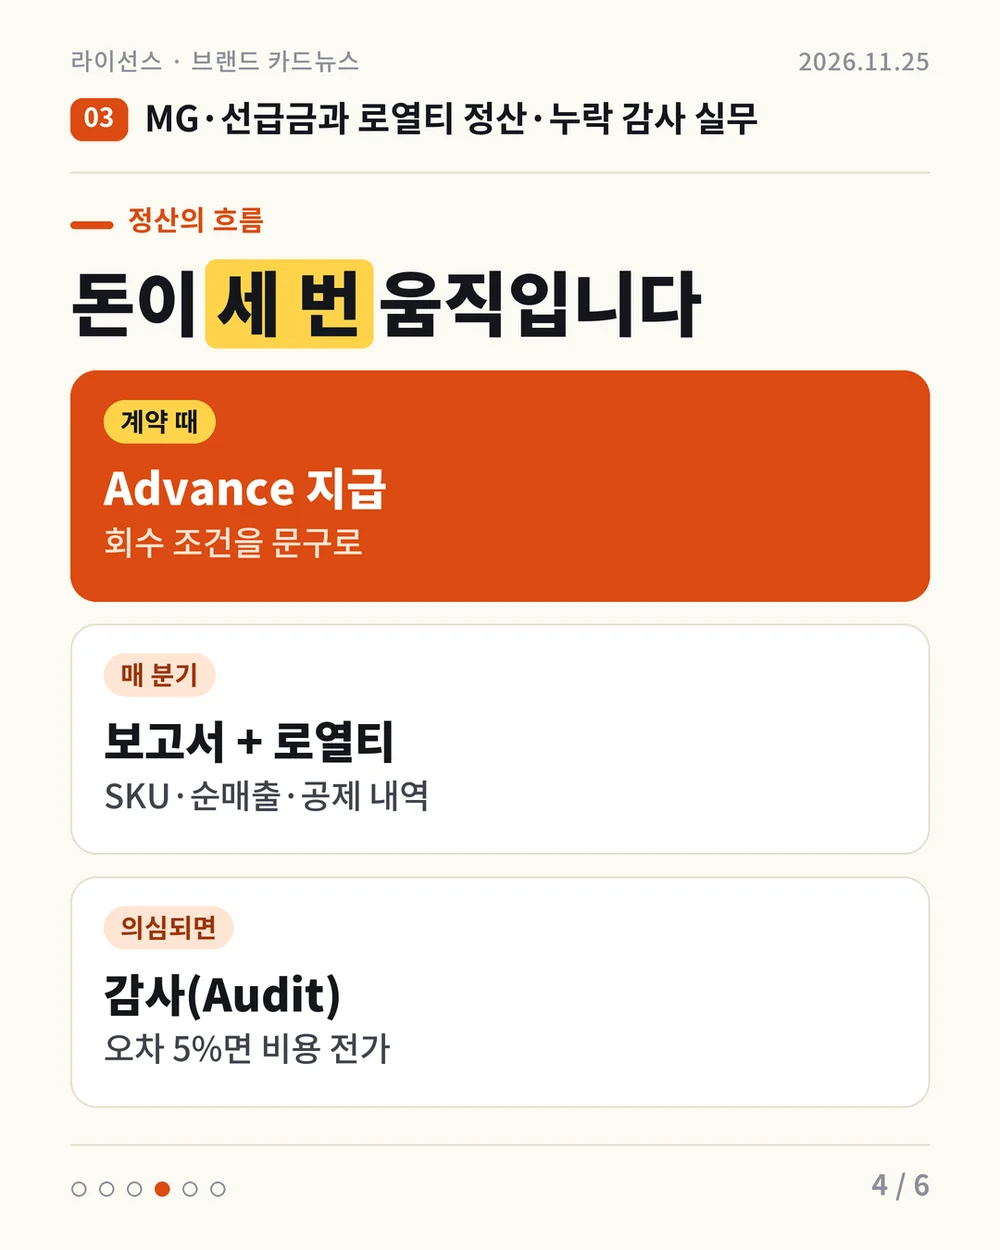 라이선스 · 브랜드 카드뉴스
2026.11.25
03 MG·선급금과 로열티 정산·누락 감사 실무
정산의 흐름
돈이 세 번 움직입니다
계약 때
Advance 지급
회수 조건을 문구로
매 분기
보고서 + 로열티
SKU·순매출·공제 내역
의심되면
감사(Audit)
오차 5%면 비용 전가
4 / 6